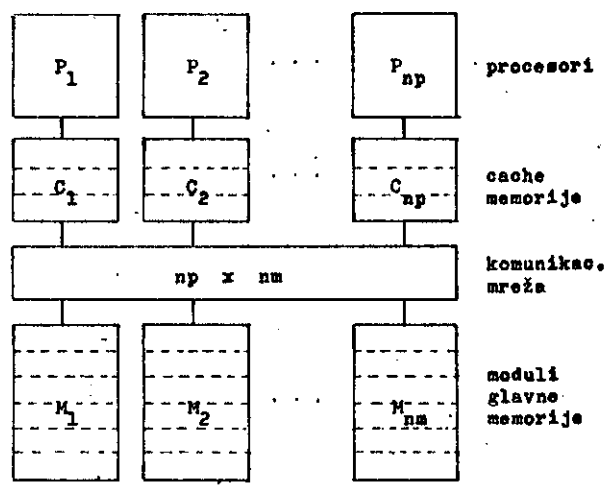 P1 P2 . . . Pnp procesori
C1 C2 . . . Cnp cache
memorije
np x nm komunikac.
mreža
moduli
glavne
M1 M2 . . . Mnm memorije